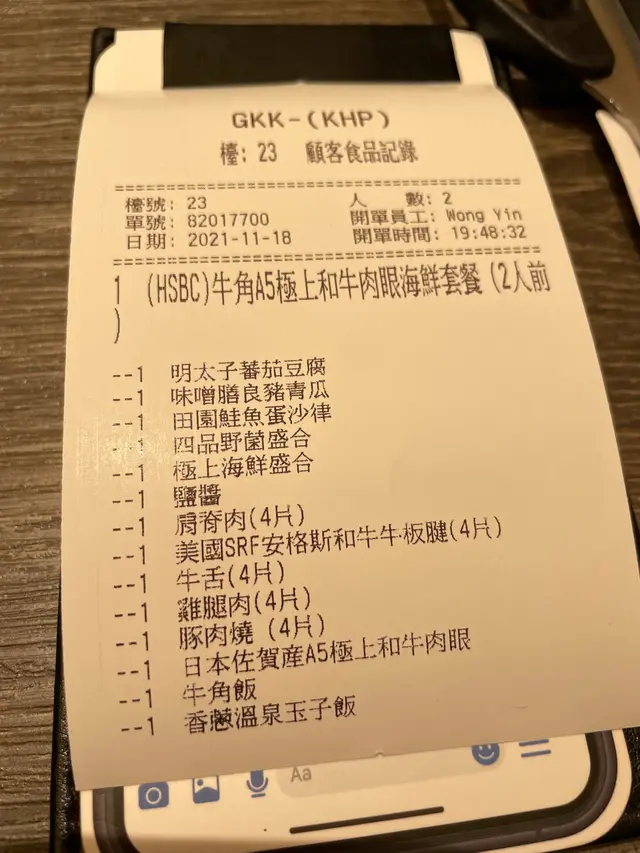 GKK-(KHP)
檯: 23 顧客食品記錄
檯號: 23 人 數: 2
單號: 82017700 開單員工: Wong Yin
日期: 2021-11-18 開單時間: 19:48:32
1 (HSBC)牛角A5極上和牛肉眼海鮮套餐 (2人前
)
--1 明太子蕃茄豆腐
--1 味噌膳良豬青瓜
--1 田園鮭魚蛋沙律
--1 四品野菌盛合
--1 極上海鮮盛合
--1 鹽醬
--1 肩脊肉(4片)
--1 美國SRF安格斯和牛牛板腱(4片)
--1 牛舌(4片)
--1 雞腿肉(4片)
--1 豚肉燒 (4片)
--1 日本佐賀産A5極上和牛肉眼
--1 牛角飯
--1 香蔥溫泉玉子飯
Aa